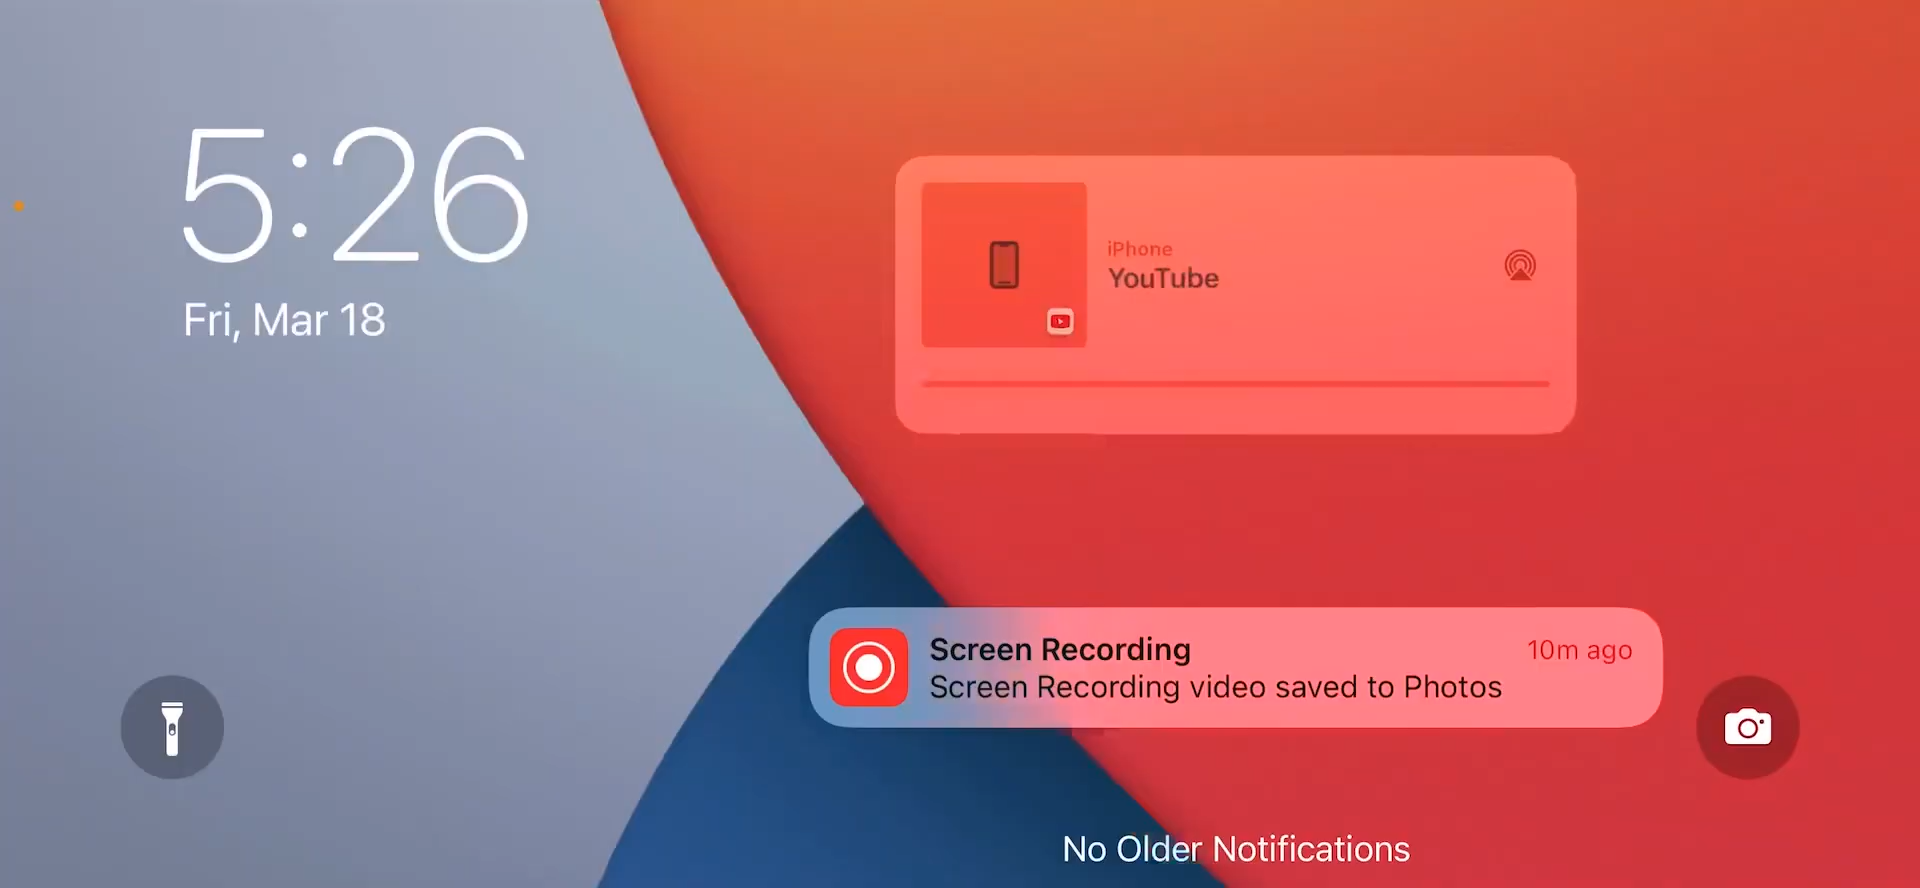 5:26
Fri, Mar 18
iPhone
YouTube
Screen Recording
10m ago
Screen Recording video saved to Photos
No Older Notifications